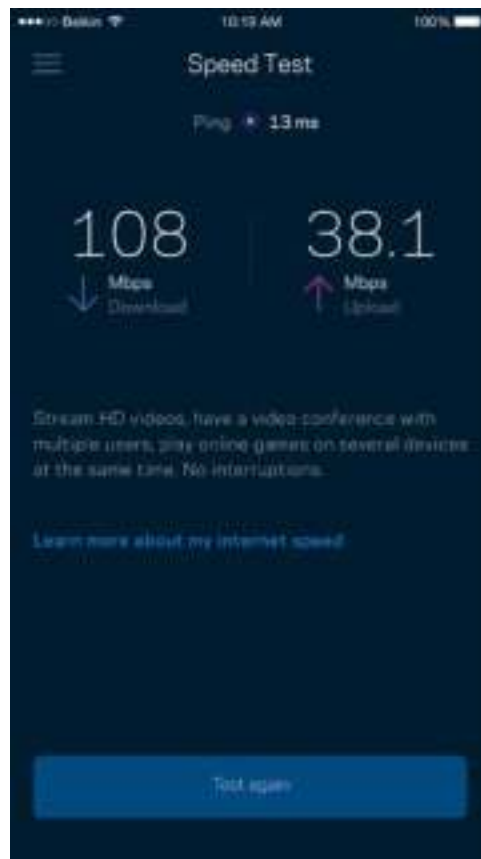 Belkin 10:13 AM 100%
Speed Test
Ping 13 ms
108 38.1
Mbps Mbps
Download Upload
Stream HD videos, have a video conference with
multiple users, play online games on several devices
at the same time. No interruptions.
Learn more about my internet speed
Test again